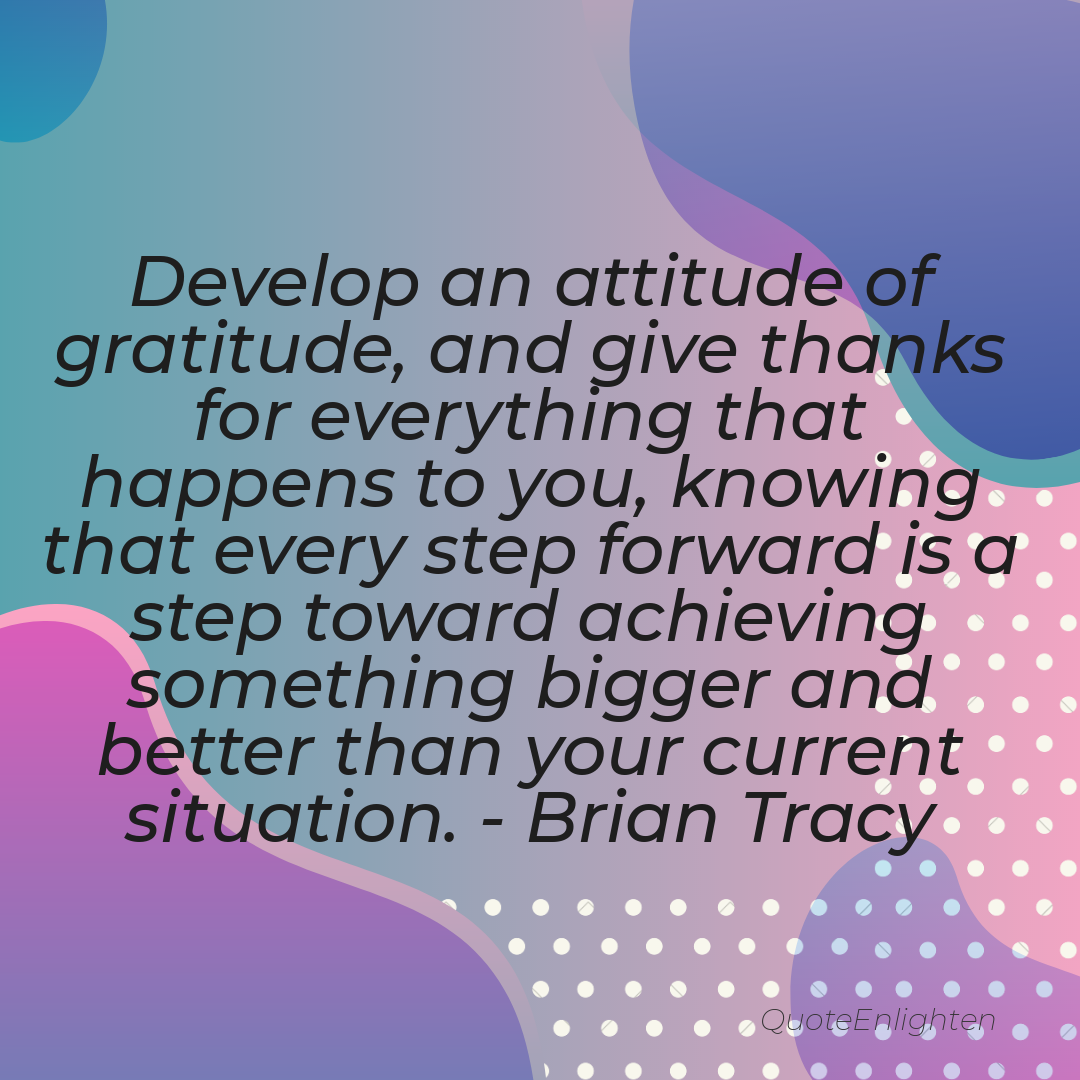 Develop an attitude of
gratitude, and give thanks
for everything that
happens to you, knowing
that every step forward is a
step toward achieving
something bigger and
better than your current
situation. - Brian Tracy
QuoteEnlighten